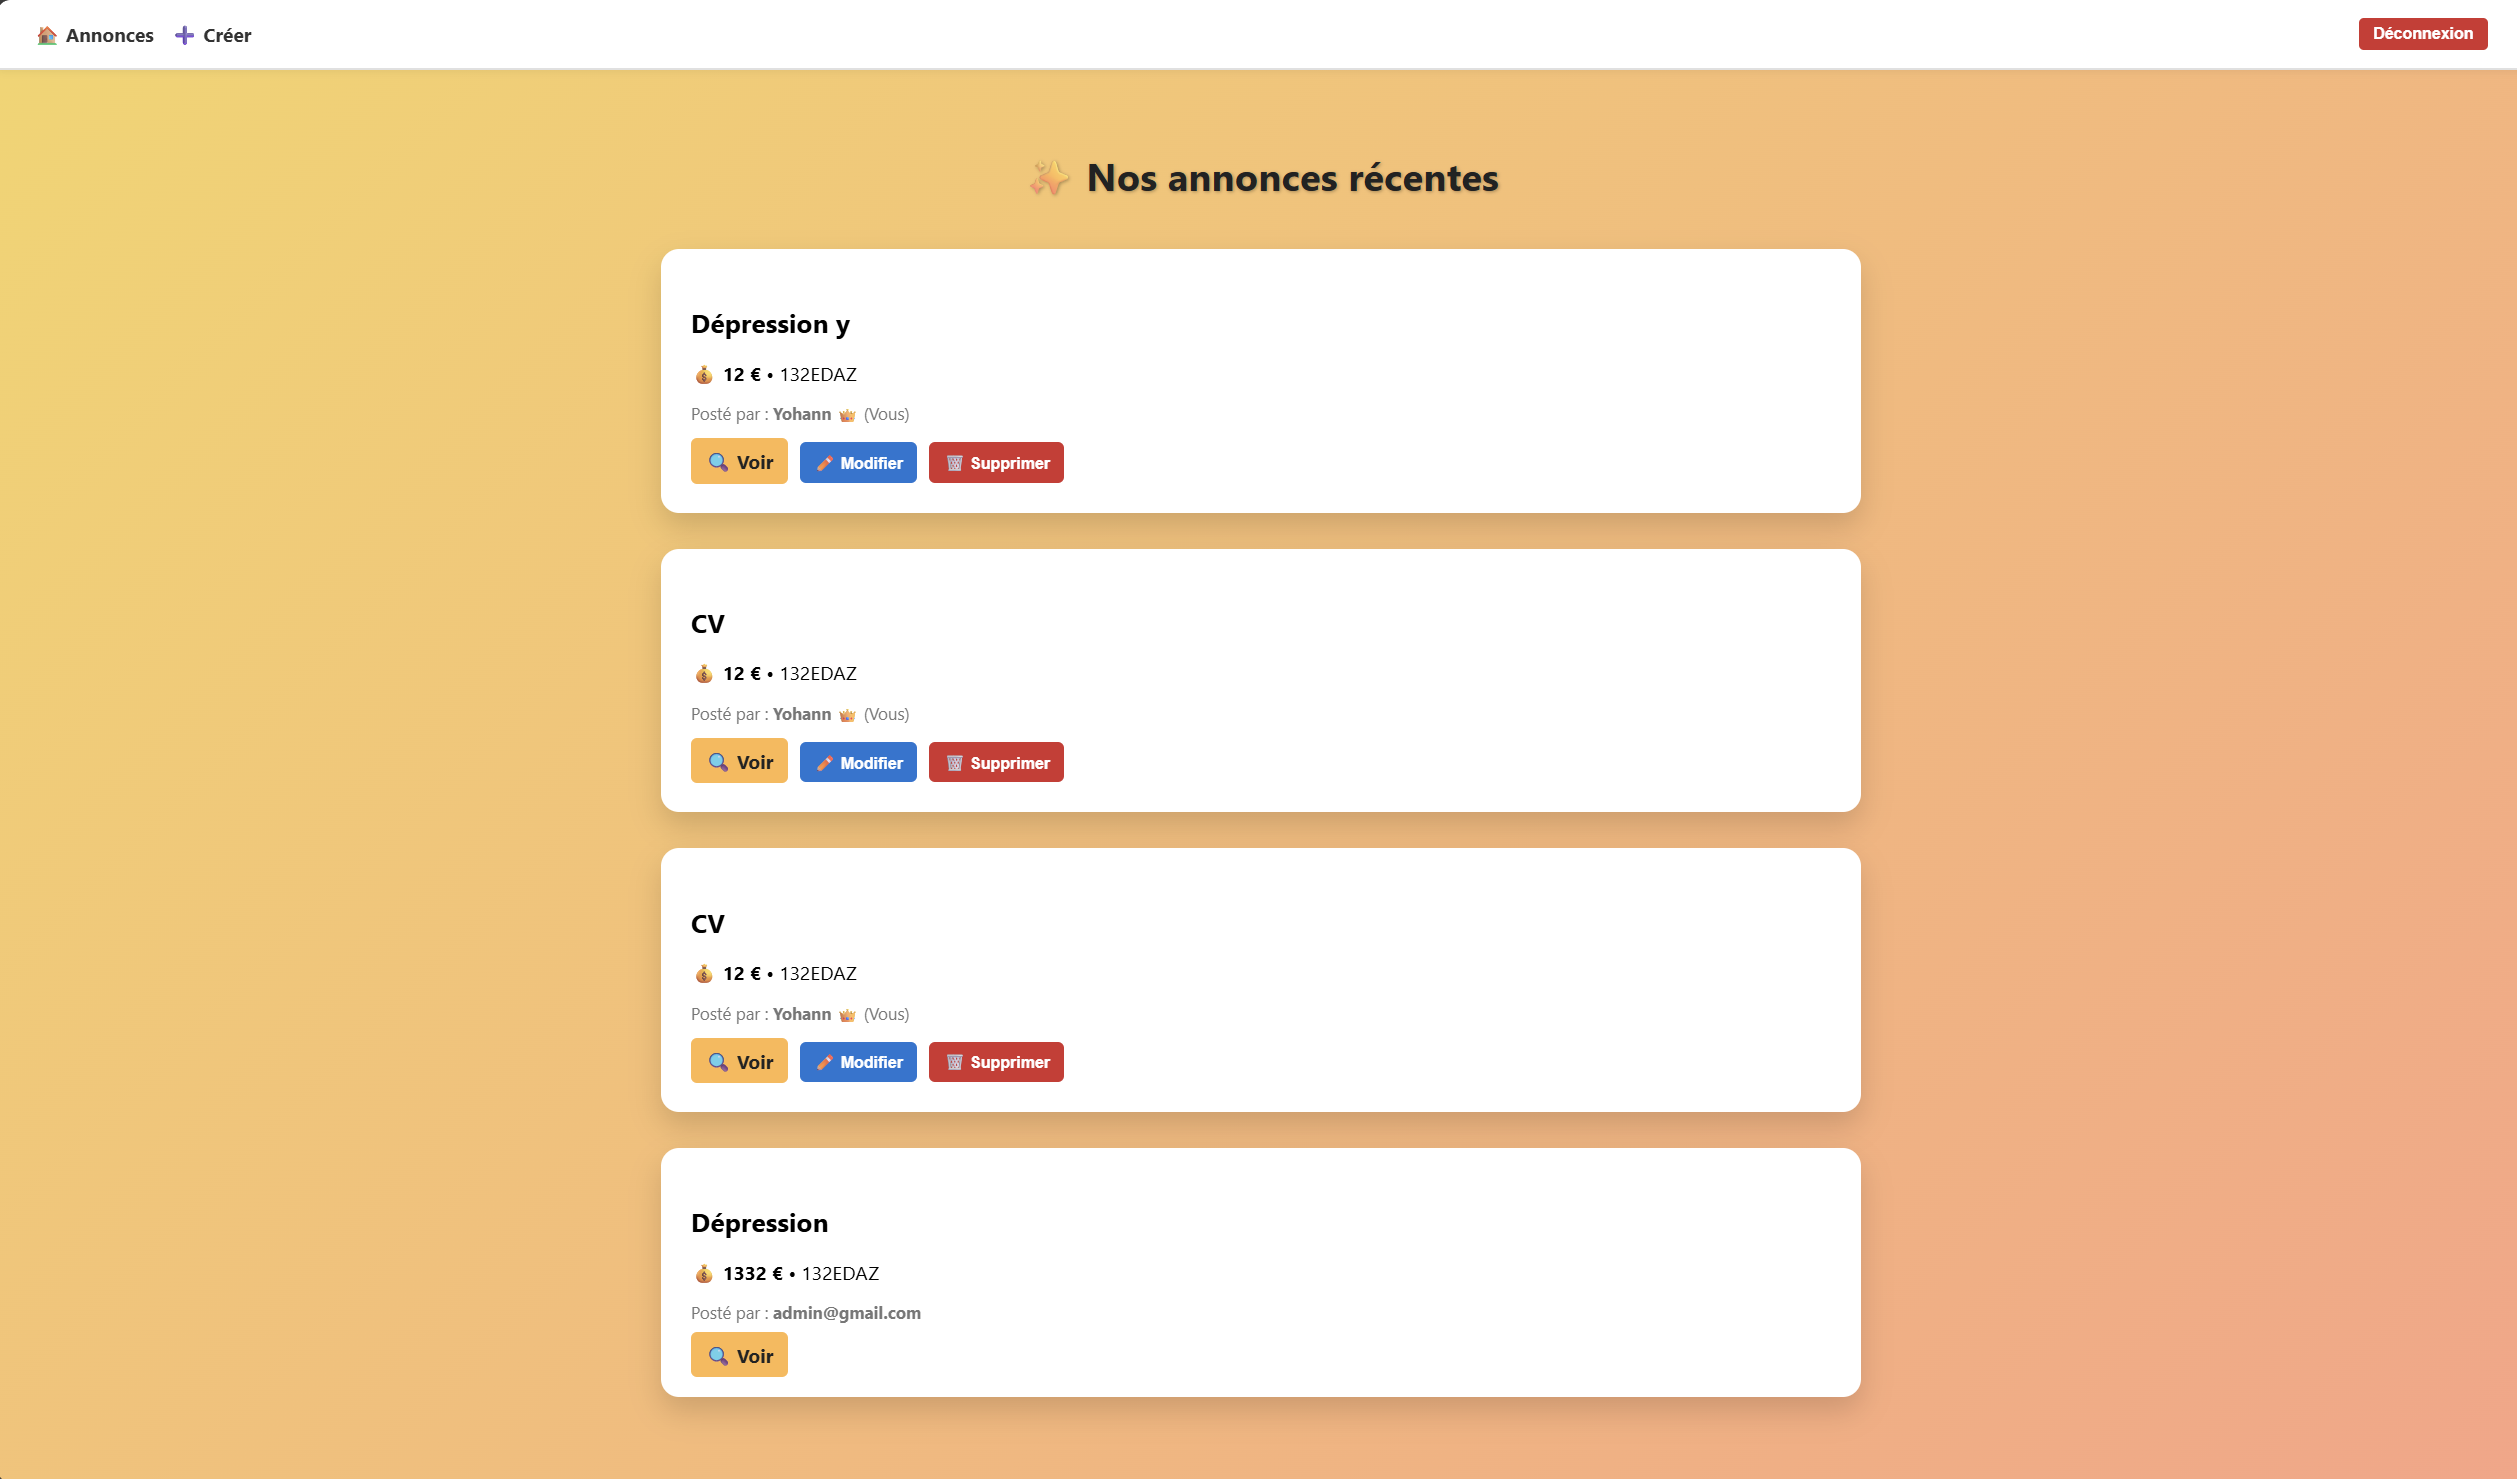 🏠 Annonces ➕ Créer Déconnexion
✨ Nos annonces récentes
Dépression y
💰 12 € • 132EDAZ
Posté par : Yohann 👑 (Vous)
🔍 Voir ✏️ Modifier 🗑️ Supprimer
CV
💰 12 € • 132EDAZ
Posté par : Yohann 👑 (Vous)
🔍 Voir ✏️ Modifier 🗑️ Supprimer
CV
💰 12 € • 132EDAZ
Posté par : Yohann 👑 (Vous)
🔍 Voir ✏️ Modifier 🗑️ Supprimer
Dépression
💰 1332 € • 132EDAZ
Posté par : admin@gmail.com
🔍 Voir